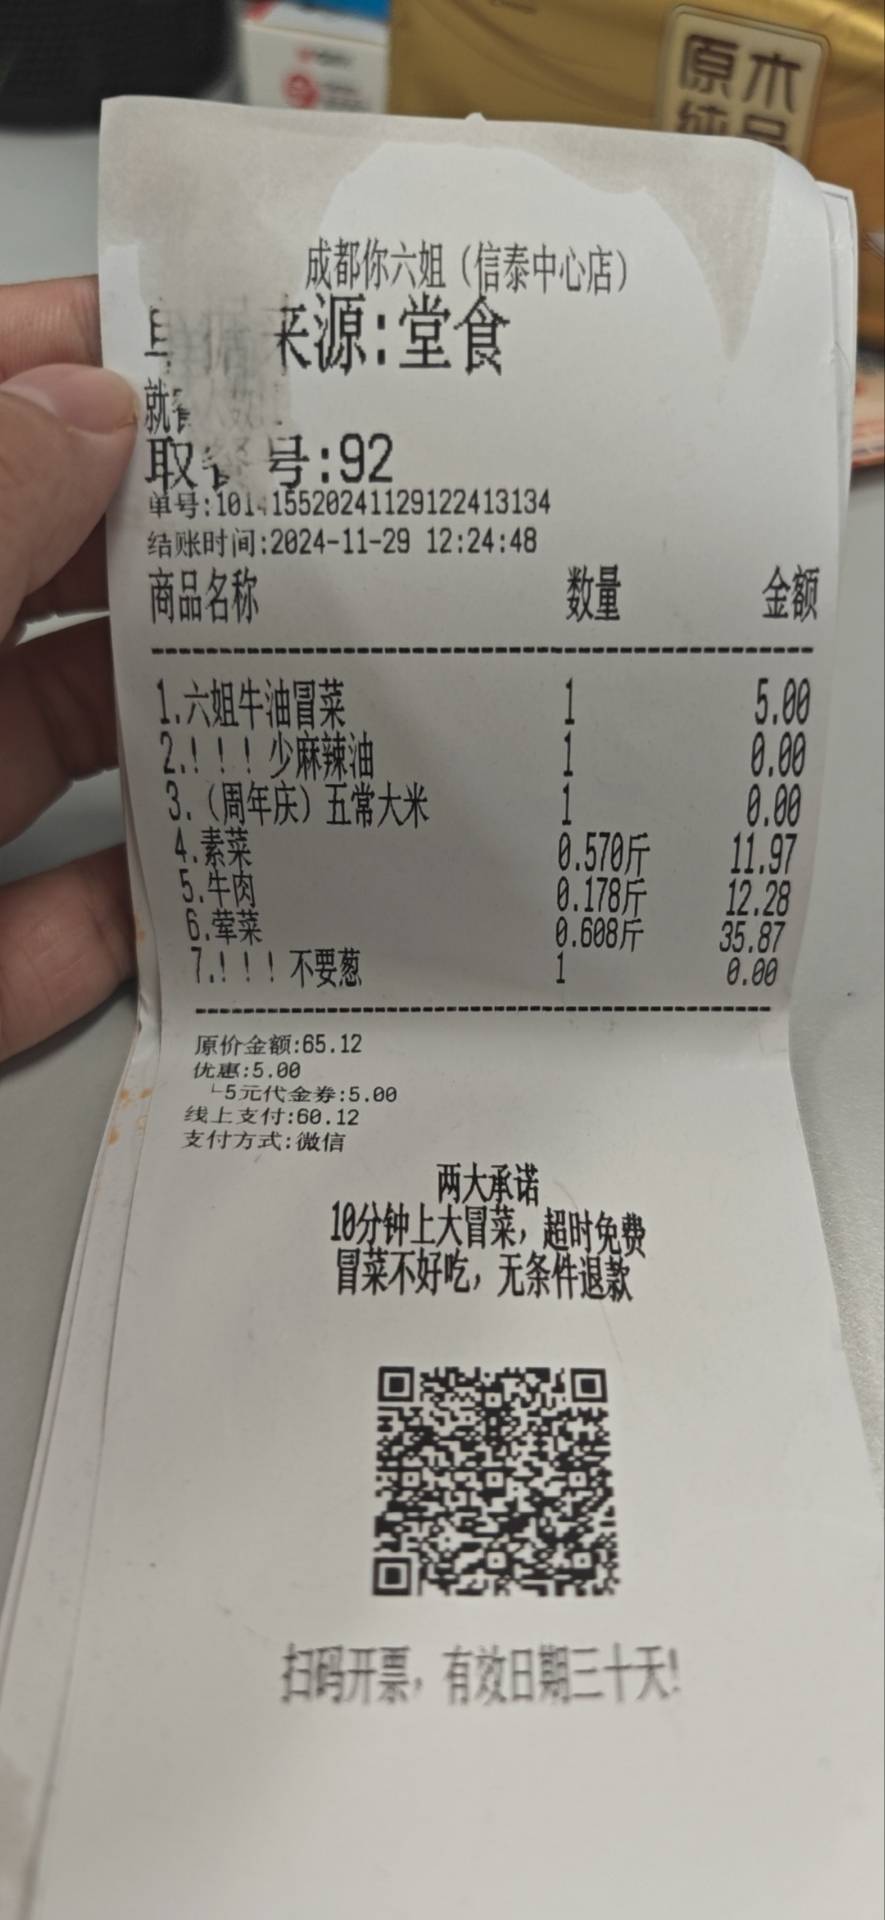 原木
纯品
成都你六姐（信泰中心店）
来源:堂食
取餐号:92
单号:10141552024112912​2413134
结账时间:2024-11-29 12:24:48
商品名称 数量 金额
1.六姐牛油冒菜 1 5.00
2.！！！少麻辣油 1 0.00
3.（周年庆）五常大米 1 0.00
4.素菜 0.570斤 11.97
5.牛肉 0.178斤 12.28
6.荤菜 0.608斤 35.87
7.！！！不要葱 1 0.00
原价金额:65.12
优惠:5.00
└5元代金券:5.00
线上支付:60.12
支付方式:微信
两大承诺
10分钟上大冒菜，超时免费
冒菜不好吃，无条件退款
扫码开票，有效日期三十天!